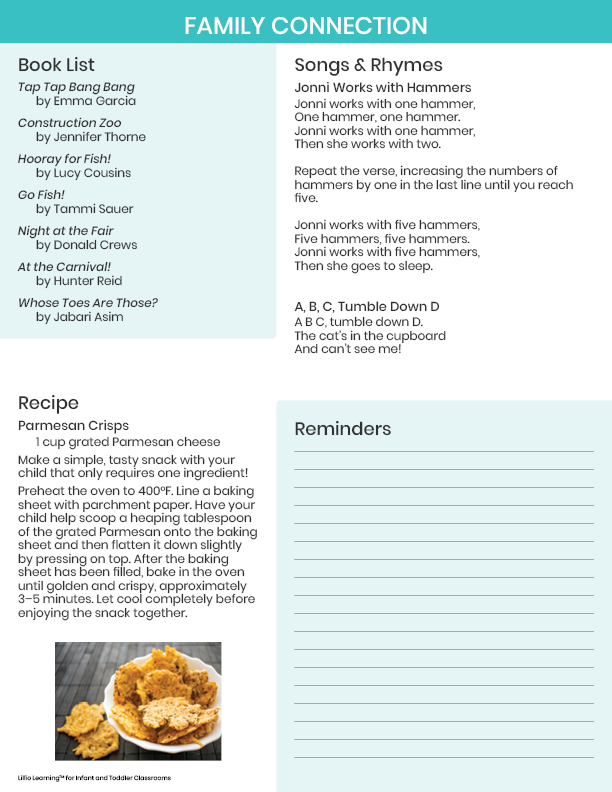 FAMILY CONNECTION
Book List
Tap Tap Bang Bang
by Emma Garcia
Construction Zoo
by Jennifer Thorne
Hooray for Fish!
by Lucy Cousins
Go Fish!
by Tammi Sauer
Night at the Fair
by Donald Crews
At the Carnival!
by Hunter Reid
Whose Toes Are Those?
by Jabari Asim
Songs & Rhymes
Jonni Works with Hammers
Jonni works with one hammer,
One hammer, one hammer.
Jonni works with one hammer,
Then she works with two.
Repeat the verse, increasing the numbers of
hammers by one in the last line until you reach
five.
Jonni works with five hammers,
Five hammers, five hammers.
Jonni works with five hammers,
Then she goes to sleep.
A, B, C, Tumble Down D
A B C, tumble down D.
The cat's in the cupboard
And can't see me!
Recipe
Parmesan Crisps
1 cup grated Parmesan cheese
Make a simple, tasty snack with your
child that only requires one ingredient!
Preheat the oven to 400°F. Line a baking
sheet with parchment paper. Have your
child help scoop a heaping tablespoon
of the grated Parmesan onto the baking
sheet and then flatten it down slightly
by pressing on top. After the baking
sheet has been filled, bake in the oven
until golden and crispy, approximately
3–5 minutes. Let cool completely before
enjoying the snack together.
Reminders
Lillio Learning™ for Infant and Toddler Classrooms